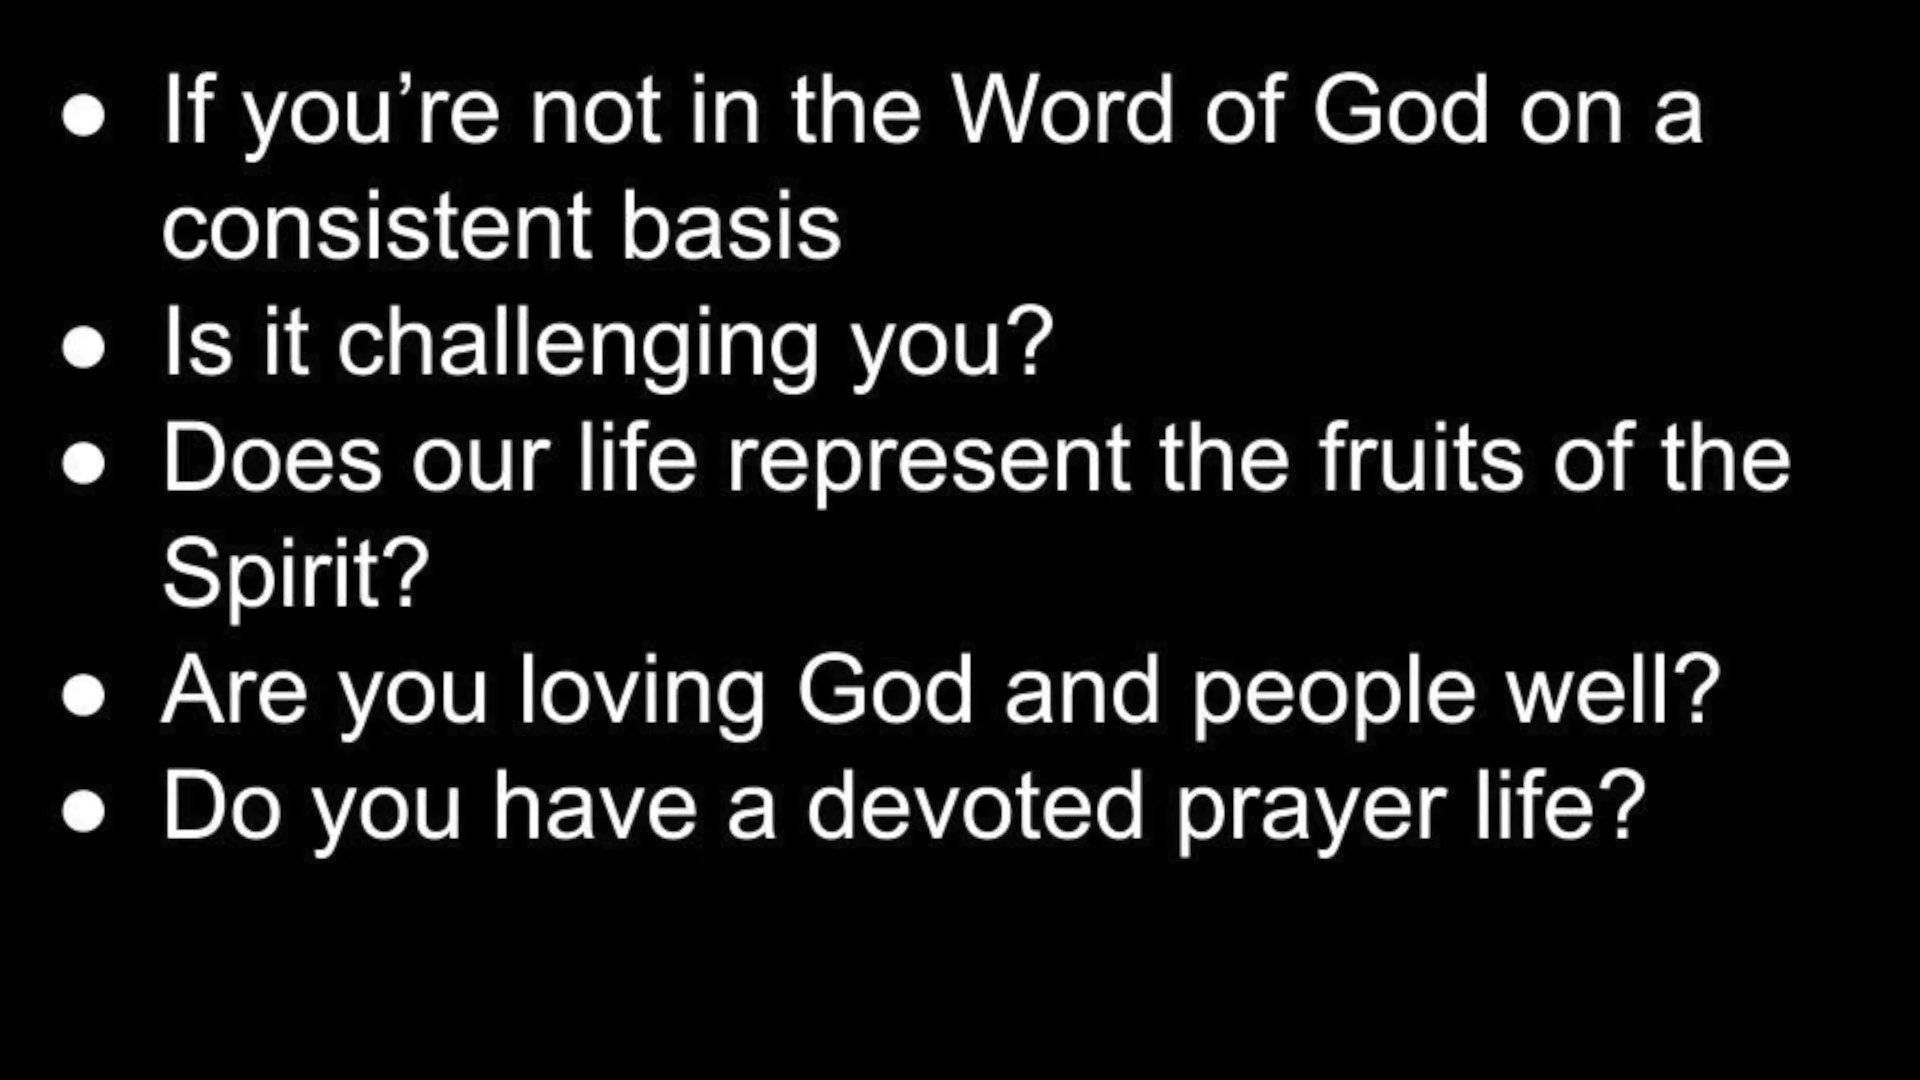 ● If you’re not in the Word of God on a
consistent basis
● Is it challenging you?
● Does our life represent the fruits of the
Spirit?
● Are you loving God and people well?
● Do you have a devoted prayer life?